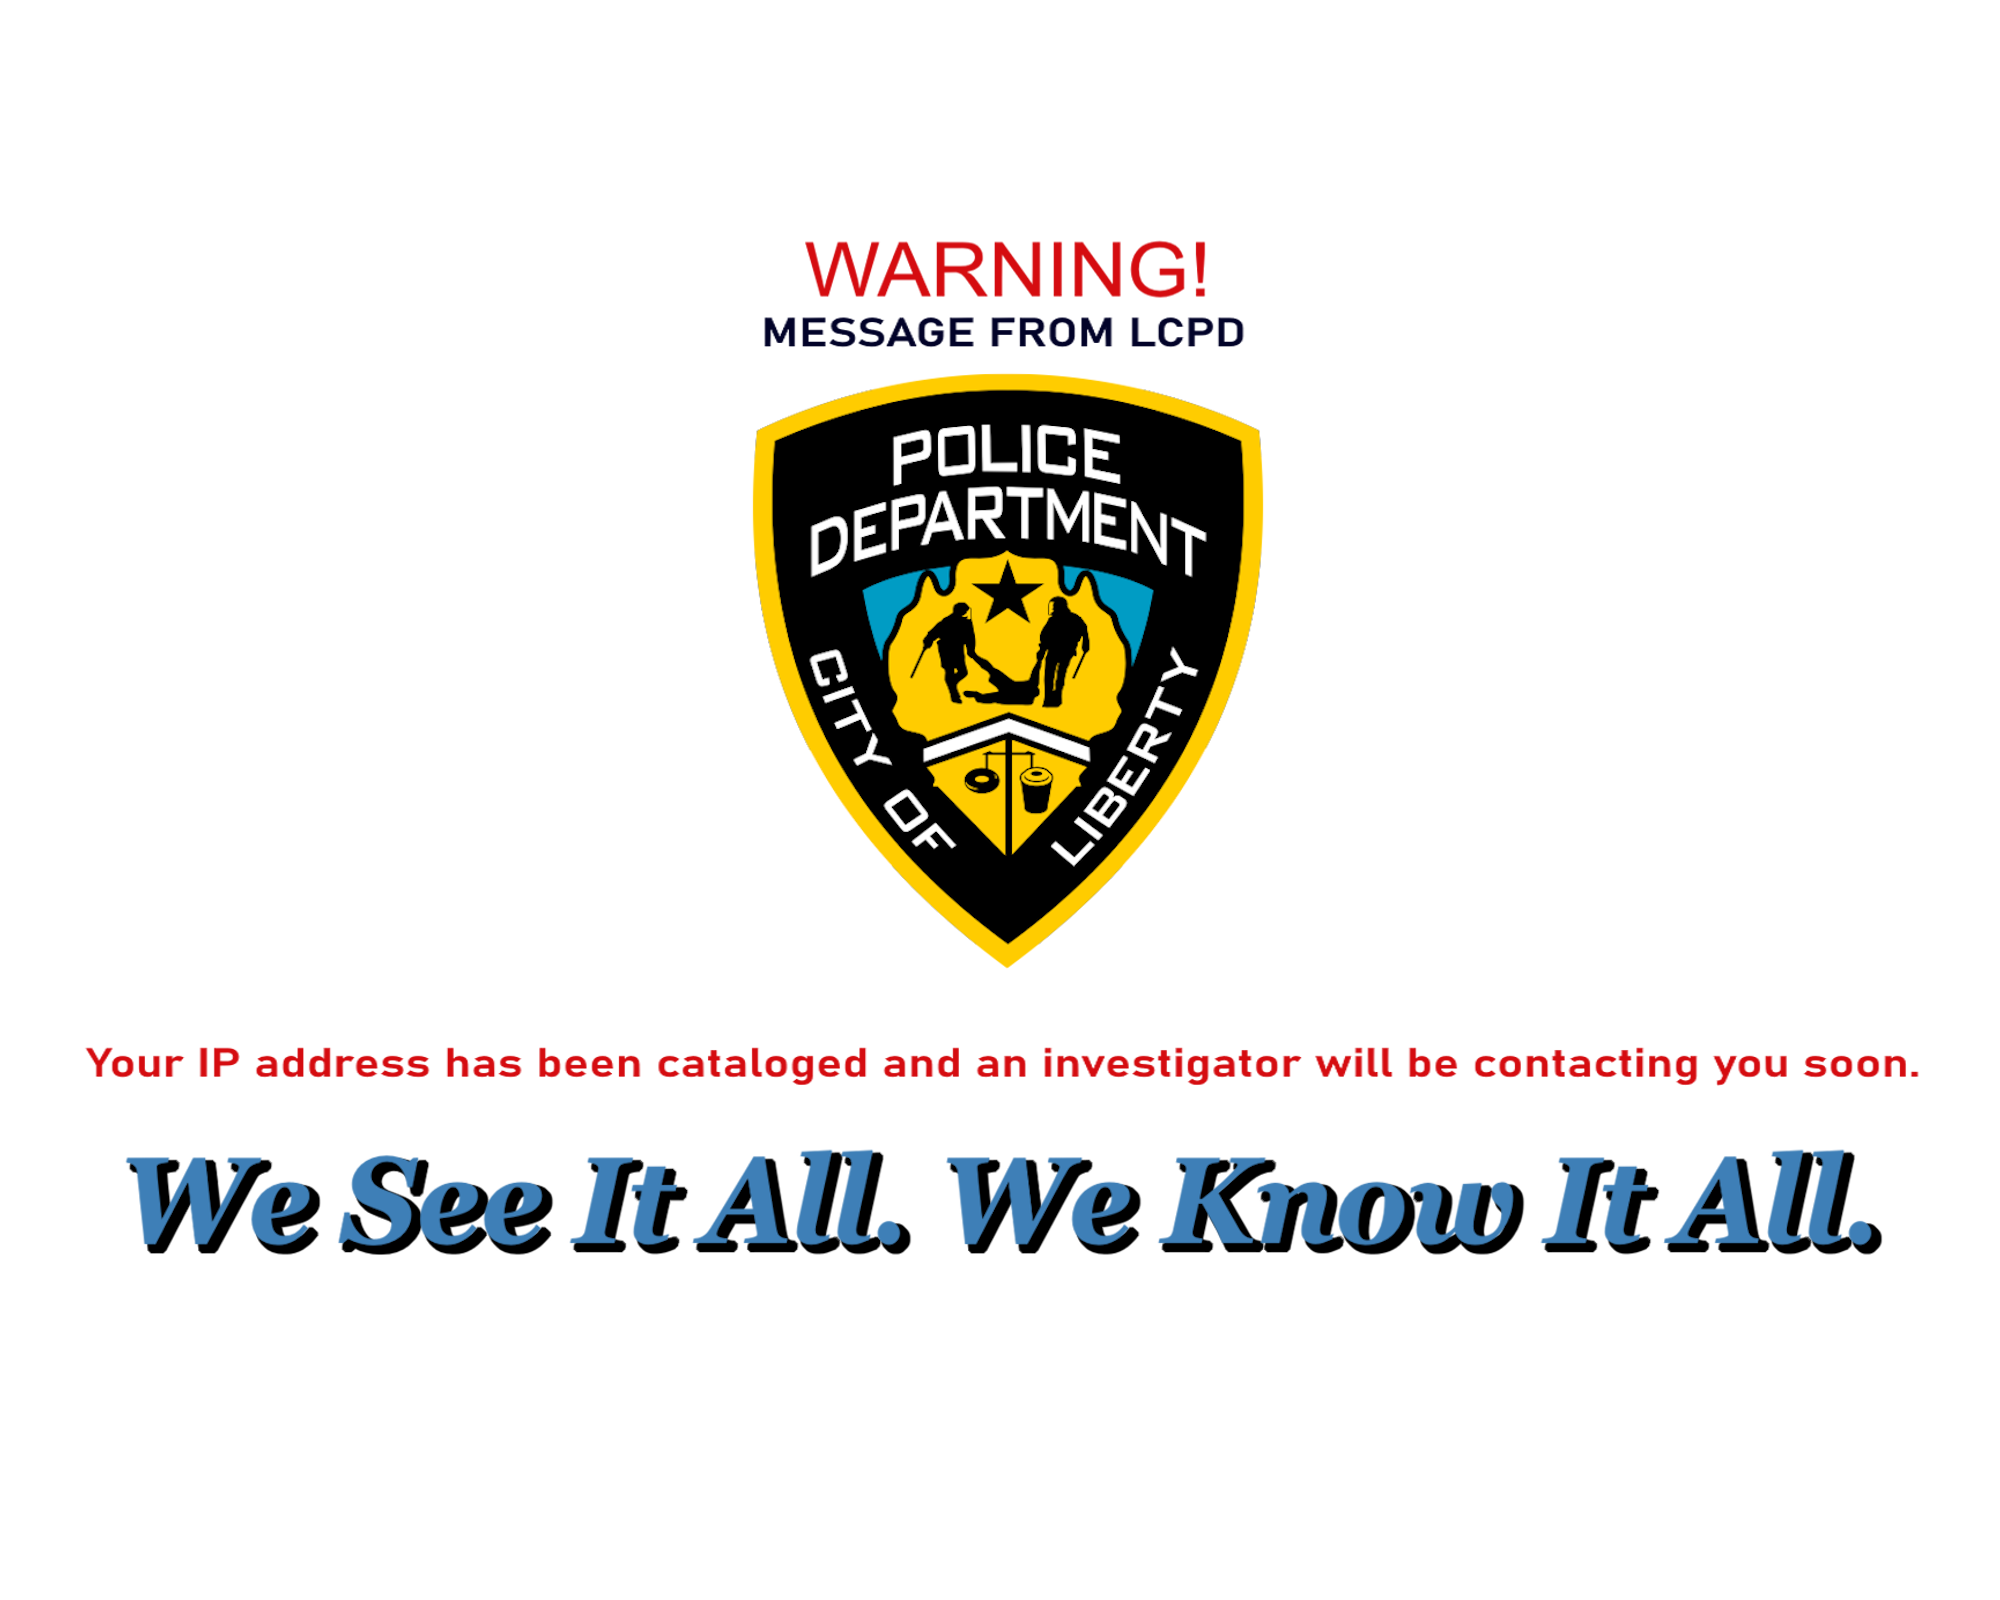 WARNING!
MESSAGE FROM LCPD
POLICE
DEPARTMENT
CITY OF
LIBERTY
Your IP address has been cataloged and an investigator will be contacting you soon.
We See It All. We Know It All.